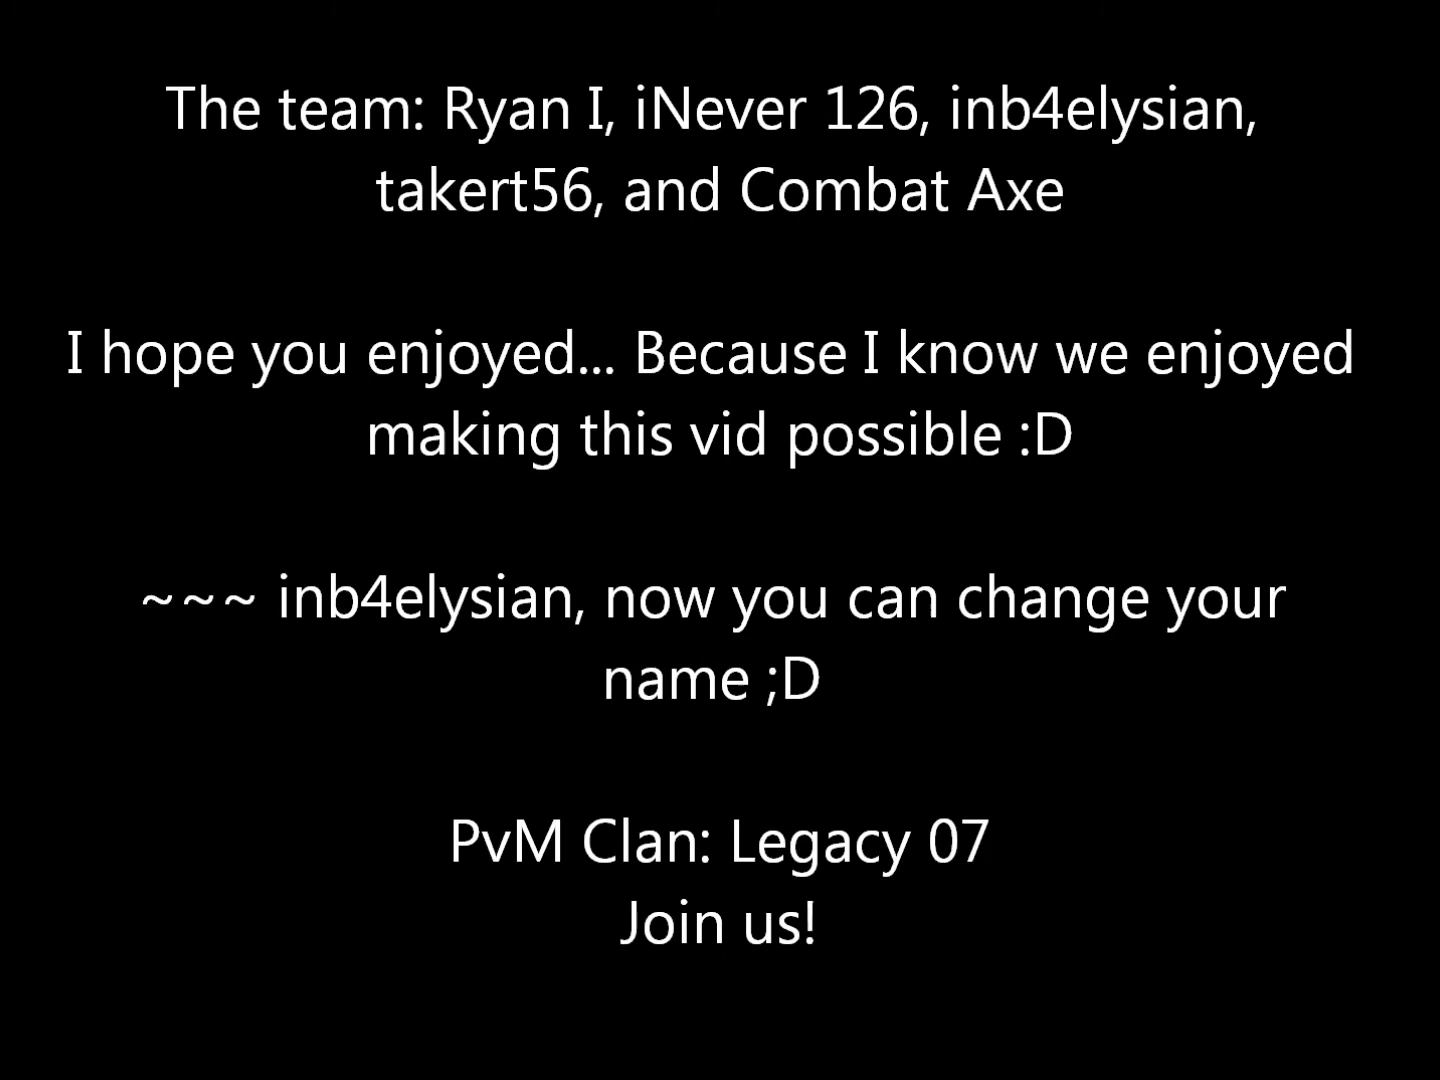 The team: Ryan I, iNever 126, inb4elysian,
takert56, and Combat Axe
I hope you enjoyed... Because I know we enjoyed
making this vid possible :D
~~~ inb4elysian, now you can change your
name ;D
PvM Clan: Legacy 07
Join us!